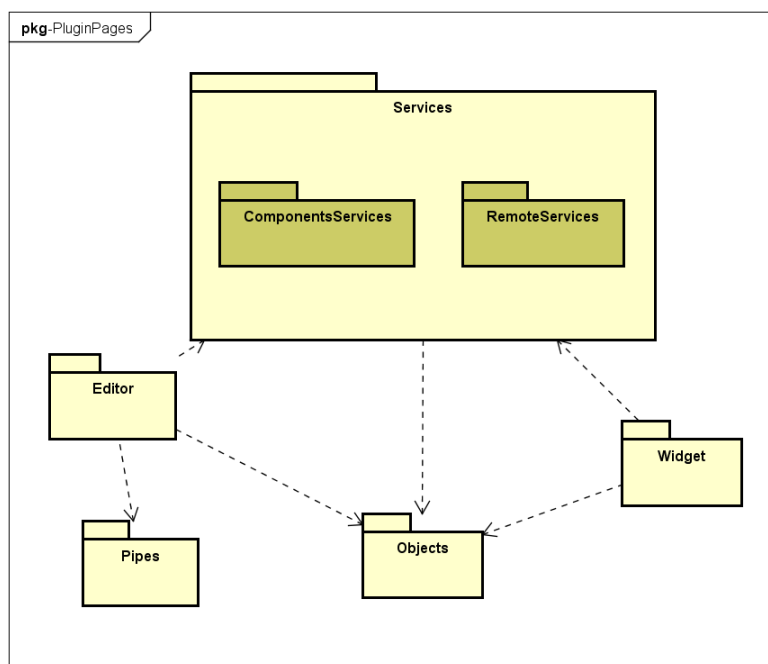 pkg-PluginPages
Services
ComponentsServices
RemoteServices
Editor
Widget
Objects
Pipes